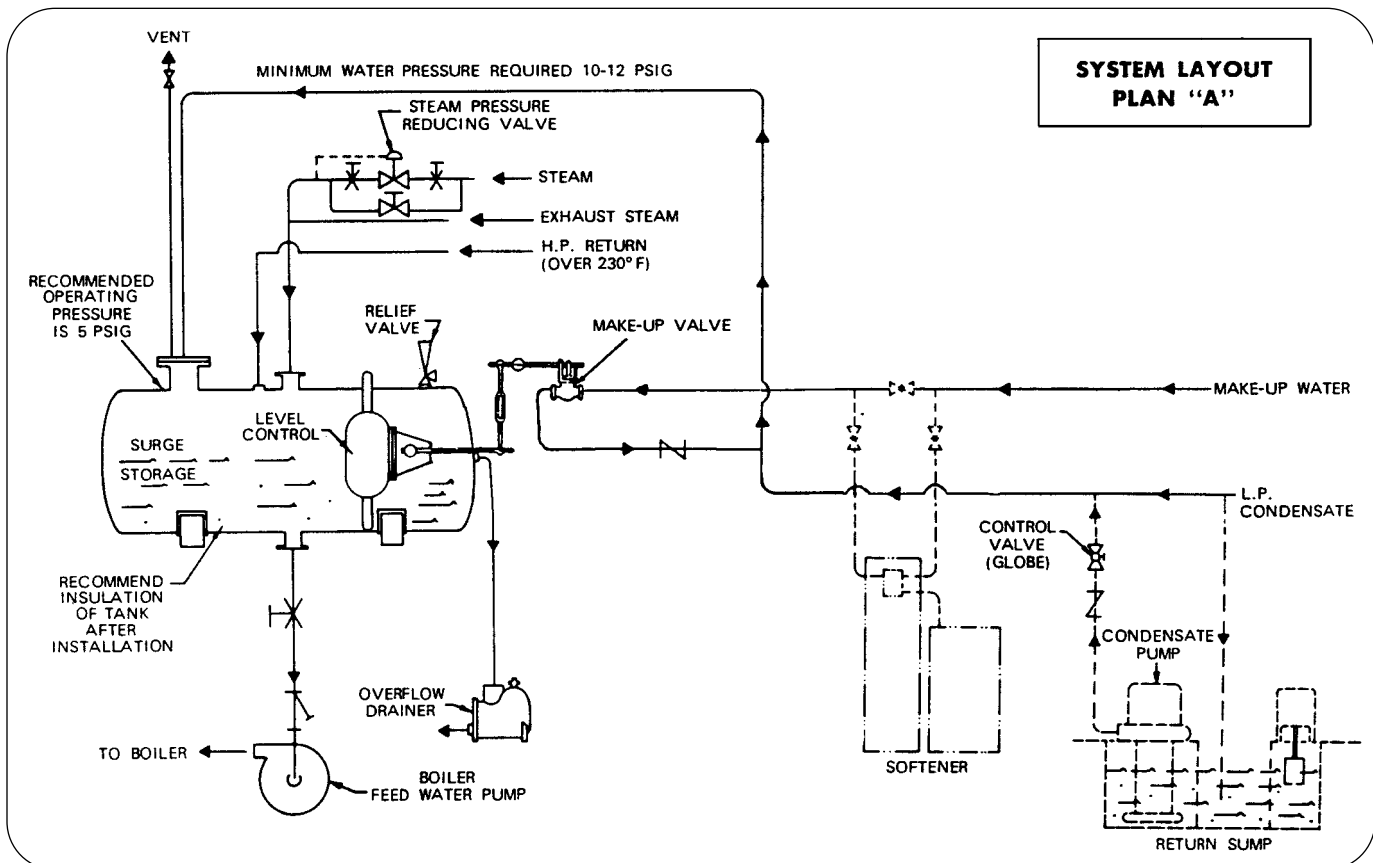 VENT
MINIMUM WATER PRESSURE REQUIRED 10-12 PSIG
SYSTEM LAYOUT
PLAN "A"
STEAM PRESSURE
REDUCING VALVE
STEAM
EXHAUST STEAM
H.P. RETURN
(OVER 230° F)
RECOMMENDED
OPERATING
PRESSURE
IS 5 PSIG
RELIEF
VALVE
MAKE-UP VALVE
MAKE-UP WATER
LEVEL
CONTROL
SURGE
STORAGE
L.P.
CONDENSATE
CONTROL
VALVE
(GLOBE)
RECOMMEND
INSULATION
OF TANK
AFTER
INSTALLATION
CONDENSATE
PUMP
OVERFLOW
DRAINER
TO BOILER
BOILER
FEED WATER PUMP
SOFTENER
RETURN SUMP